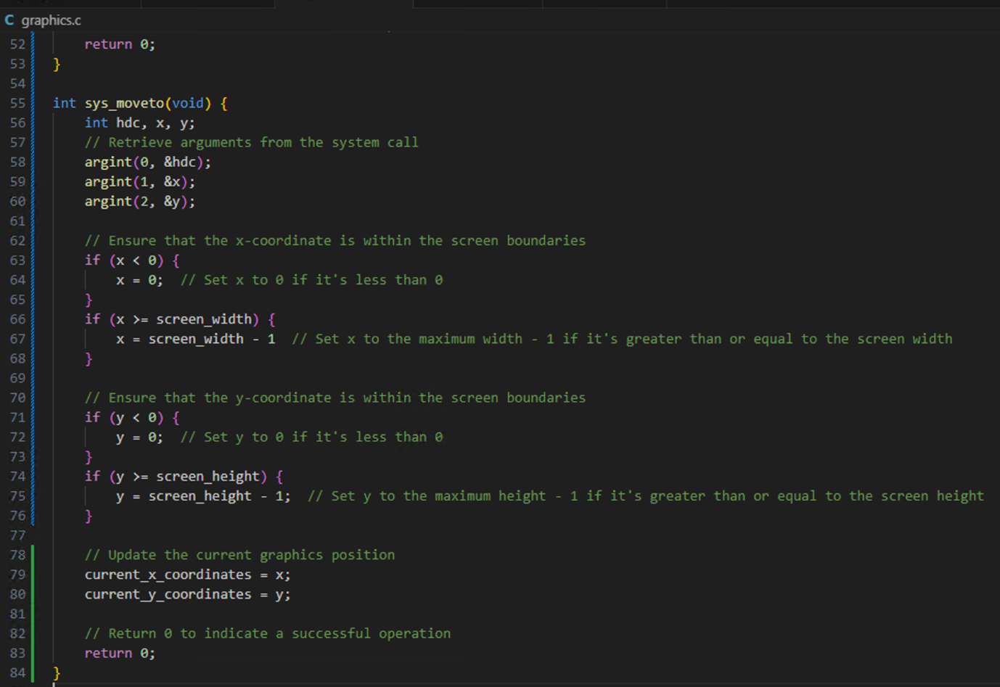 C graphics.c
52 return 0;
53 }
54
55 int sys_moveto(void) {
56 int hdc, x, y;
57 // Retrieve arguments from the system call
58 argint(0, &hdc);
59 argint(1, &x);
60 argint(2, &y);
61
62 // Ensure that the x-coordinate is within the screen boundaries
63 if (x < 0) {
64 x = 0; // Set x to 0 if it's less than 0
65 }
66 if (x >= screen_width) {
67 x = screen_width - 1 // Set x to the maximum width - 1 if it's greater than or equal to the screen width
68 }
69
70 // Ensure that the y-coordinate is within the screen boundaries
71 if (y < 0) {
72 y = 0; // Set y to 0 if it's less than 0
73 }
74 if (y >= screen_height) {
75 y = screen_height - 1; // Set y to the maximum height - 1 if it's greater than or equal to the screen height
76 }
77
78 // Update the current graphics position
79 current_x_coordinates = x;
80 current_y_coordinates = y;
81
82 // Return 0 to indicate a successful operation
83 return 0;
84 }